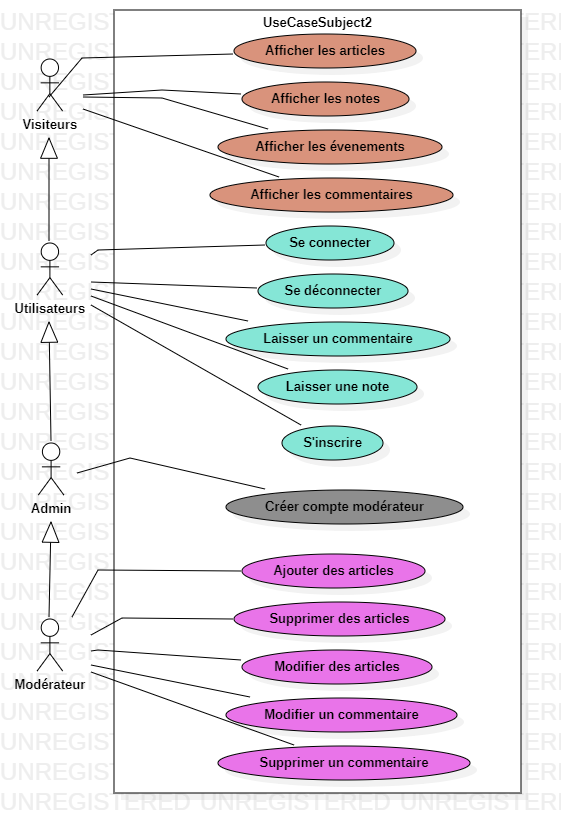 UseCaseSubject2
Afficher les articles
Afficher les notes
Visiteurs
Afficher les évenements
Afficher les commentaires
Se connecter
Se déconnecter
Utilisateurs
Laisser un commentaire
Laisser une note
S'inscrire
Admin
Créer compte modérateur
Ajouter des articles
Supprimer des articles
Modifier des articles
Modérateur
Modifier un commentaire
Supprimer un commentaire
UNREGISTERED UNREGISTERED UNREGISTERED